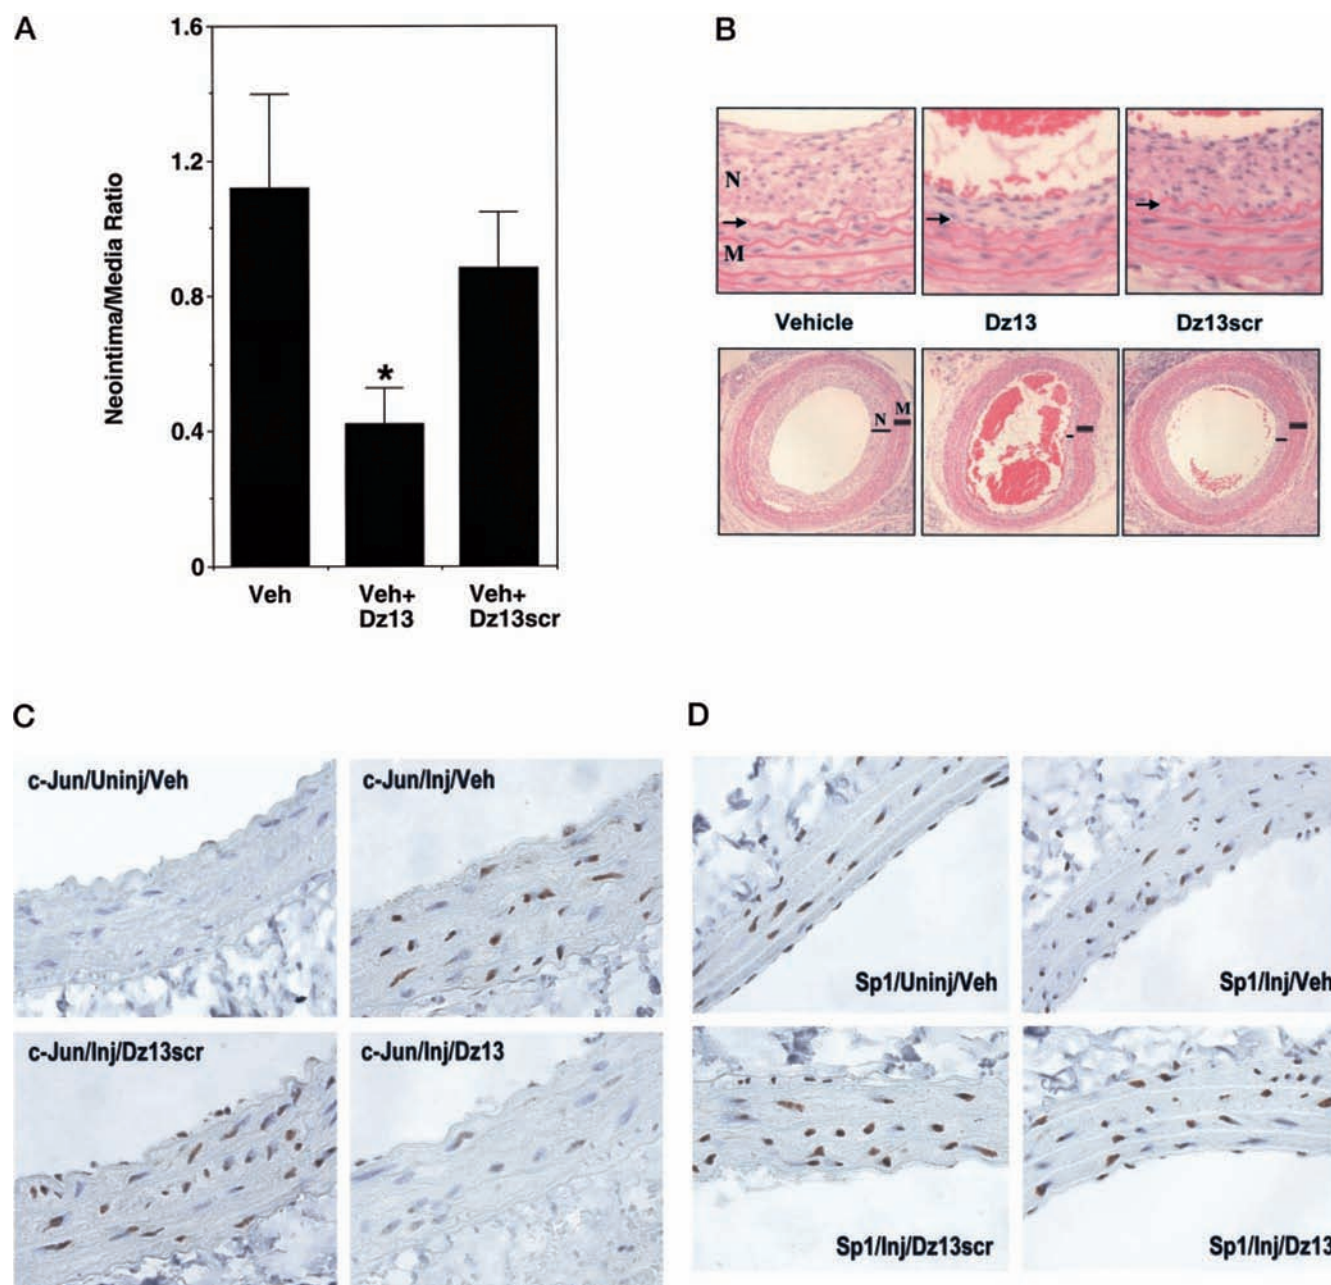 A
1.6
1.2
0.8
0.4
0
Neointima/Media Ratio
*
Veh
Veh+
Dz13
Veh+
Dz13scr
B
N
M
Vehicle
Dz13
Dz13scr
N
M
C
c-Jun/Uninj/Veh
c-Jun/Inj/Veh
c-Jun/Inj/Dz13scr
c-Jun/Inj/Dz13
D
Sp1/Uninj/Veh
Sp1/Inj/Veh
Sp1/Inj/Dz13scr
Sp1/Inj/Dz13